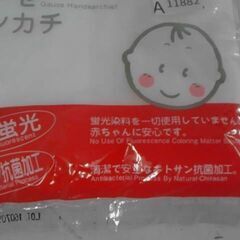 Gauze Handkerchief
A 11882
ンカチ
蛍光
蛍光染料を一切使用していません
赤ちゃんに安心です。
No Use Of Fluorescence Coloring Matter
抗菌加工
清潔で安全なキトサン抗菌加工。
Antibacterial Process By Natural-Chitosan